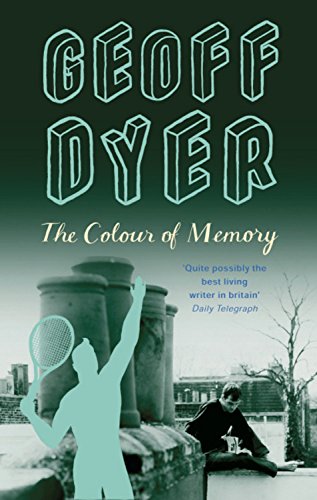 GEOFF
DYER
The Colour of Memory
'Quite possibly the
best living
writer in britain'
Daily Telegraph